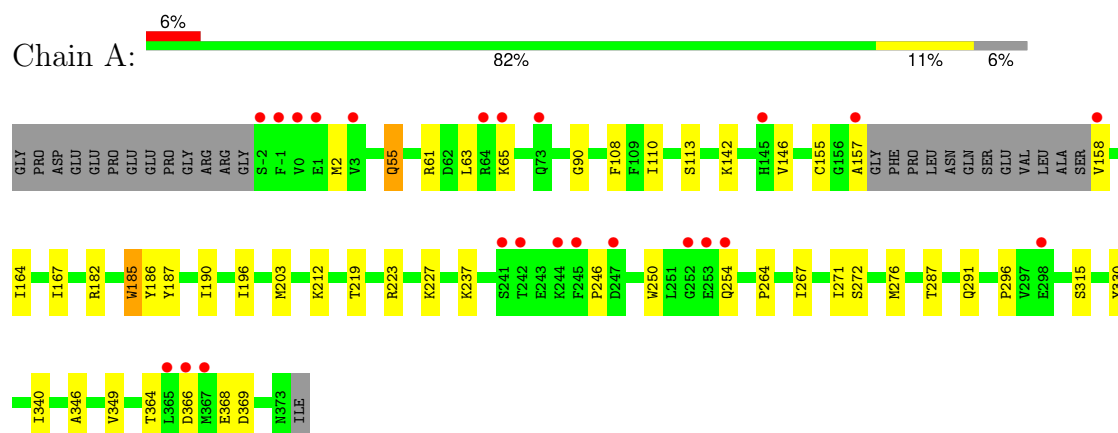 6%
Chain A:
82% 11% 6%
GLY PRO ASP GLU GLU PRO GLU GLU PRO GLY ARG ARG GLY S-2 F-1 V0 E1 M2 V3 Q55 R61 D62 L63 R64 K65 Q73 G90 F108 F109 I110 S113 K142 H145 V146 C155 G156 A157 GLY PHE PRO LEU ASN GLN SER GLU VAL LEU ALA SER V158
I164 I167 R182 W185 Y186 Y187 I190 I196 M203 K212 T219 R223 K227 K237 S241 T242 E243 K244 F245 P246 D247 W250 L251 G252 E253 Q254 P264 I267 I271 S272 M276 T287 Q291 P296 V297 E298 S315
I340 A346 V349 T364 L365 D366 M367 E368 D369 N373 ILE